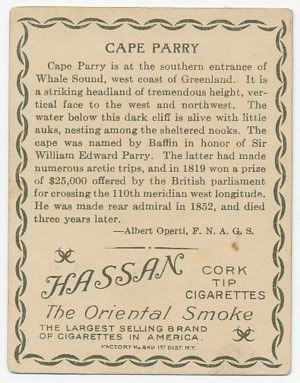 CAPE PARRY
Cape Parry is at the southern entrance of
Whale Sound, west coast of Greenland. It is
a striking headland of tremendous height, ver-
tical face to the west and northwest. The
water below this dark cliff is alive with little
auks, nesting among the sheltered nooks. The
cape was named by Baffin in honor of Sir
William Edward Parry. The latter had made
numerous arctic trips, and in 1819 won a prize
of $25,000 offered by the British parliament
for crossing the 110th meridian west longitude.
He was made rear admiral in 1852, and died
three years later.
—Albert Operti, F. N. A. G. S.
HASSAN
CORK
TIP
CIGARETTES
The Oriental Smoke
THE LARGEST SELLING BRAND
OF CIGARETTES IN AMERICA.
FACTORY No. 649 1ST DIST. N.Y.